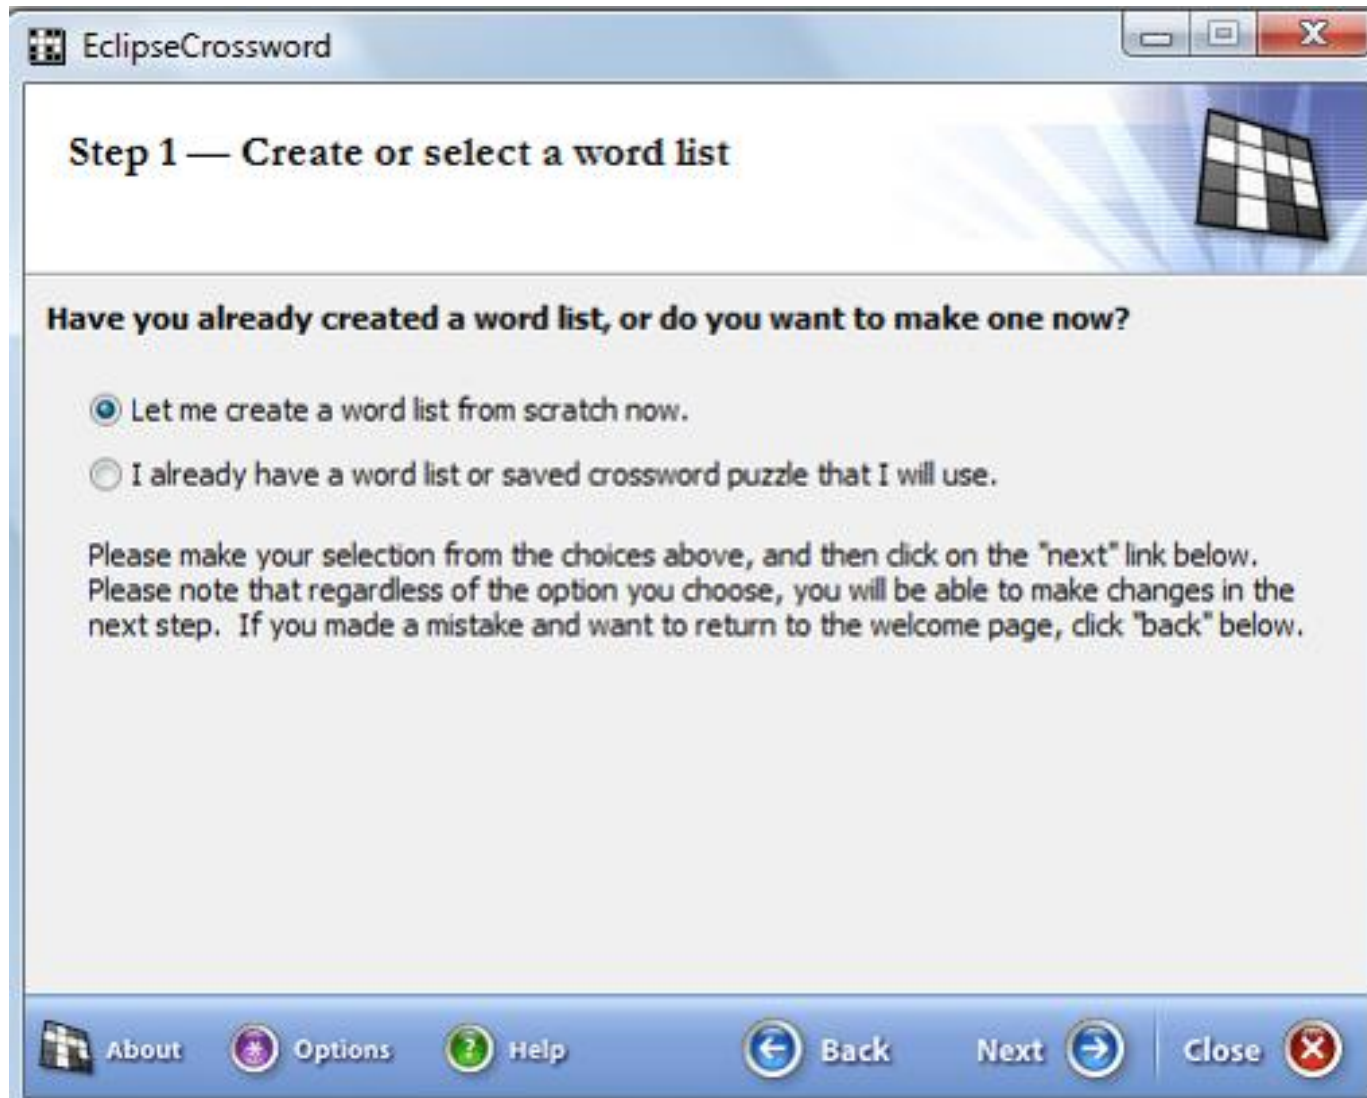 EclipseCrossword
Step 1 — Create or select a word list
Have you already created a word list, or do you want to make one now?
Let me create a word list from scratch now.
I already have a word list or saved crossword puzzle that I will use.
Please make your selection from the choices above, and then click on the "next" link below.
Please note that regardless of the option you choose, you will be able to make changes in the
next step.  If you made a mistake and want to return to the welcome page, click "back" below.
About Options Help Back Next Close